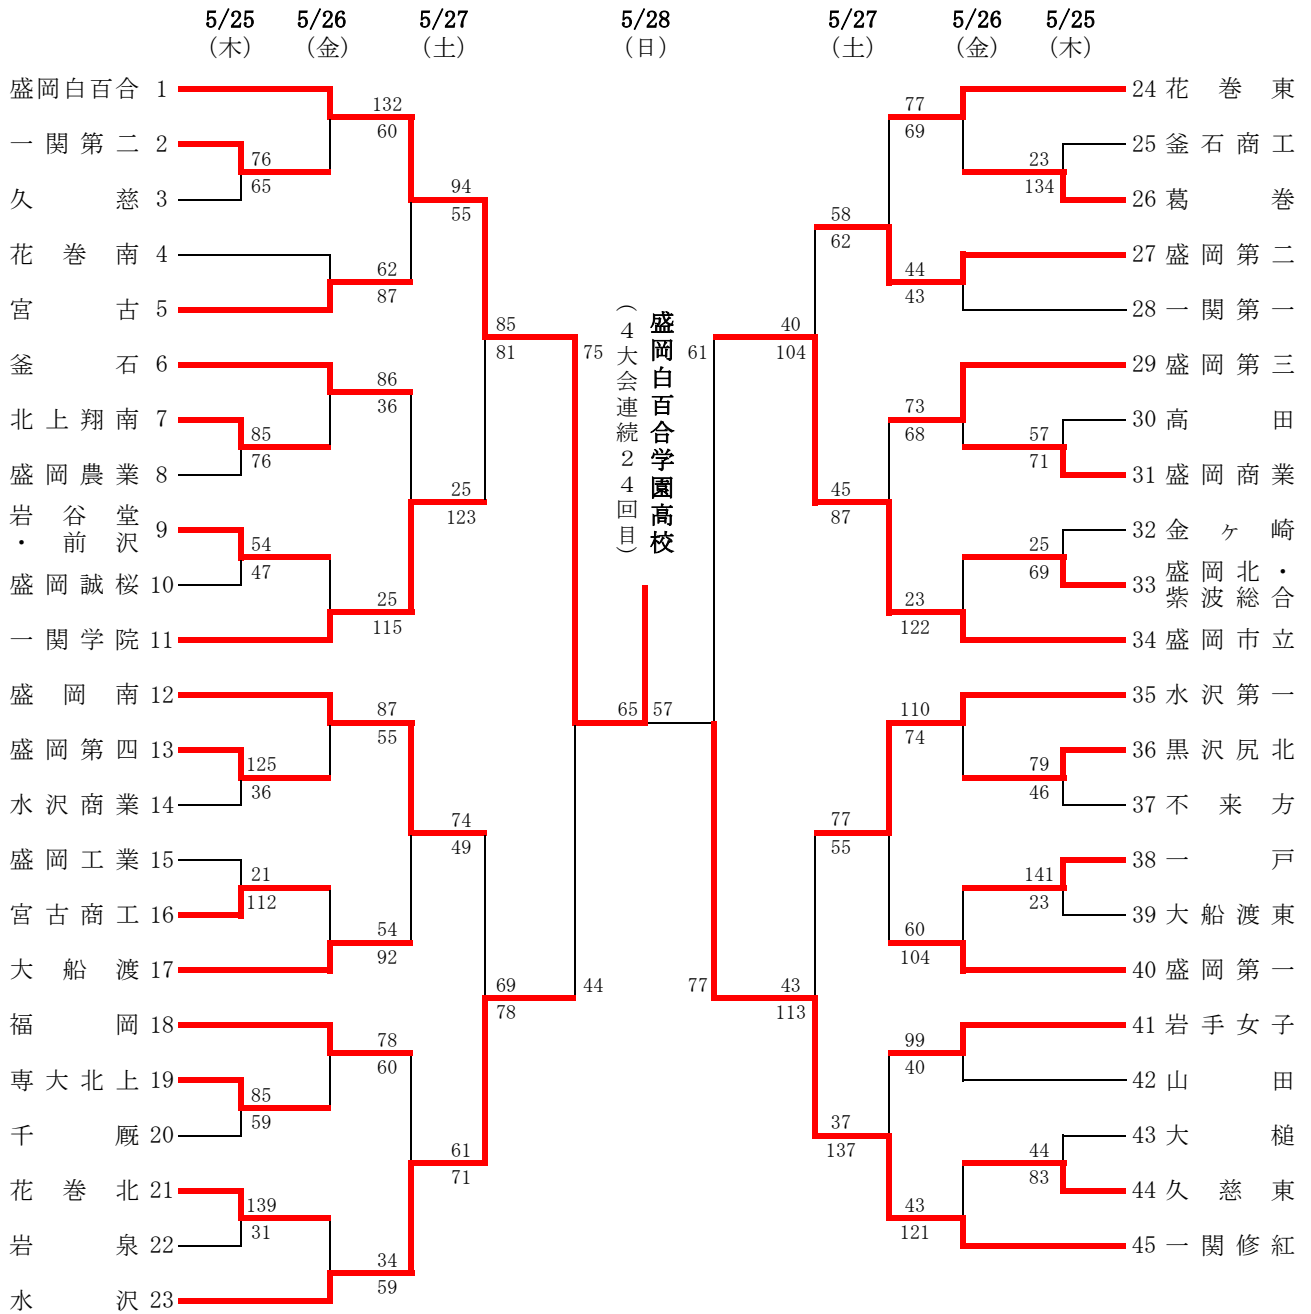 5/25 5/26 5/27 5/28 5/27 5/26 5/25
（木） （金） （土） （日） （土） （金） （木）
盛岡白百合 1
一関第二 2
久慈 3
花巻南 4
宮古 5
釜石 6
北上翔南 7
盛岡農業 8
岩谷堂
・前沢 9
盛岡誠桜 10
一関学院 11
盛岡南 12
盛岡第四 13
水沢商業 14
盛岡工業 15
宮古商工 16
大船渡 17
福岡 18
専大北上 19
千厩 20
花巻北 21
岩泉 22
水沢 23
76
65
85
76
54
47
125
36
21
112
85
59
139
31
132
60
62
87
86
36
25
115
87
55
54
92
78
60
34
59
94
55
25
123
74
49
61
71
85
81
69
78
75
44
65
盛岡白百合学園高校
（4大会連続24回目）
57
61
77
40
104
43
113
58
62
45
87
77
55
37
137
77
69
44
43
73
68
23
122
110
74
60
104
99
40
43
121
23
134
57
71
25
69
79
46
141
23
44
83
24 花巻東
25 釜石商工
26 葛巻
27 盛岡第二
28 一関第一
29 盛岡第三
30 高田
31 盛岡商業
32 金ヶ崎
33 盛岡北・
紫波総合
34 盛岡市立
35 水沢第一
36 黒沢尻北
37 不来方
38 一戸
39 大船渡東
40 盛岡第一
41 岩手女子
42 山田
43 大槌
44 久慈東
45 一関修紅